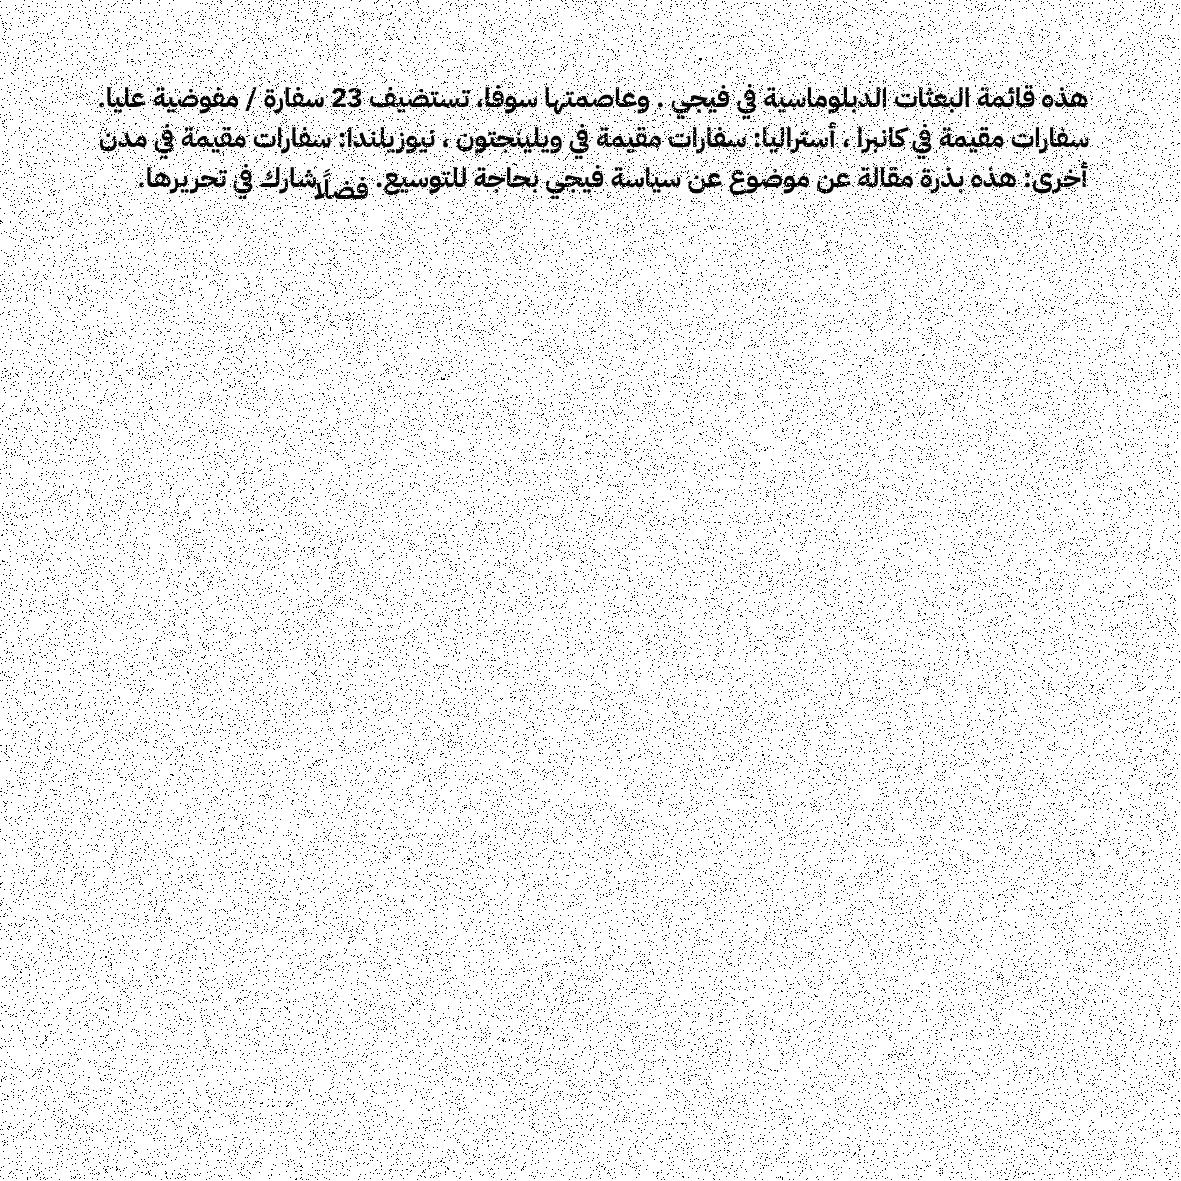 هذه قائمة البعثات الدبلوماسية في فيجي . وعاصمتها سوفا، تستضيف 23 سفارة / مفوضية عليا.
سفارات مقيمة في كانبرا ، أستراليا: سفارات مقيمة في ويلينجتون ، نيوزيلندا: سفارات مقيمة في مدن
أخرى: هذه بذرة مقالة عن موضوع عن سياسة فيجي بحاجة للتوسيع. فضلًا شارك في تحريرها.